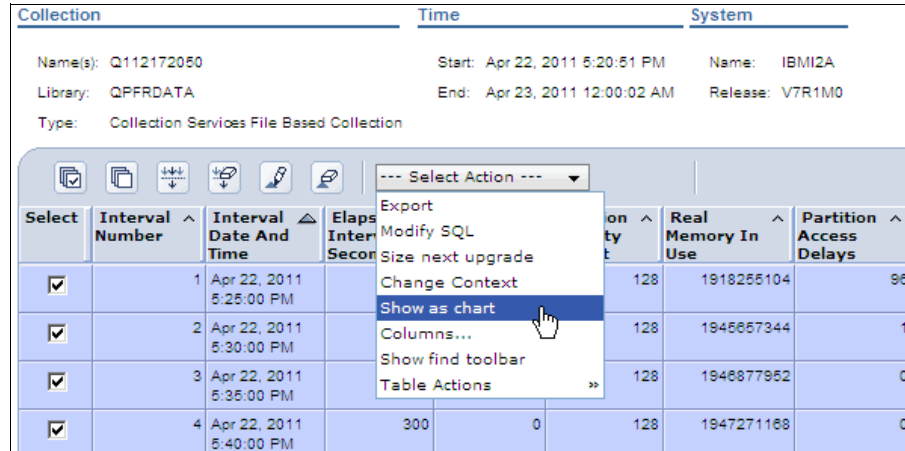 Collection Time System
Name(s): Q112172050 Start: Apr 22, 2011 5:20:51 PM Name: IBMI2A
Library: QPFRDATA End: Apr 23, 2011 12:00:02 AM Release: V7R1M0
Type: Collection Services File Based Collection
--- Select Action ---
Export
Modify SQL
Size next upgrade
Change Context
Show as chart
Columns...
Show find toolbar
Table Actions »
Select Interval Number Interval Date And Time Real Memory In Use Partition Access Delays
1 Apr 22, 2011 5:25:00 PM 128 1918255104
2 Apr 22, 2011 5:30:00 PM 128 1945657344
3 Apr 22, 2011 5:35:00 PM 128 1946877952
4 Apr 22, 2011 5:40:00 PM 300 0 128 1947271168